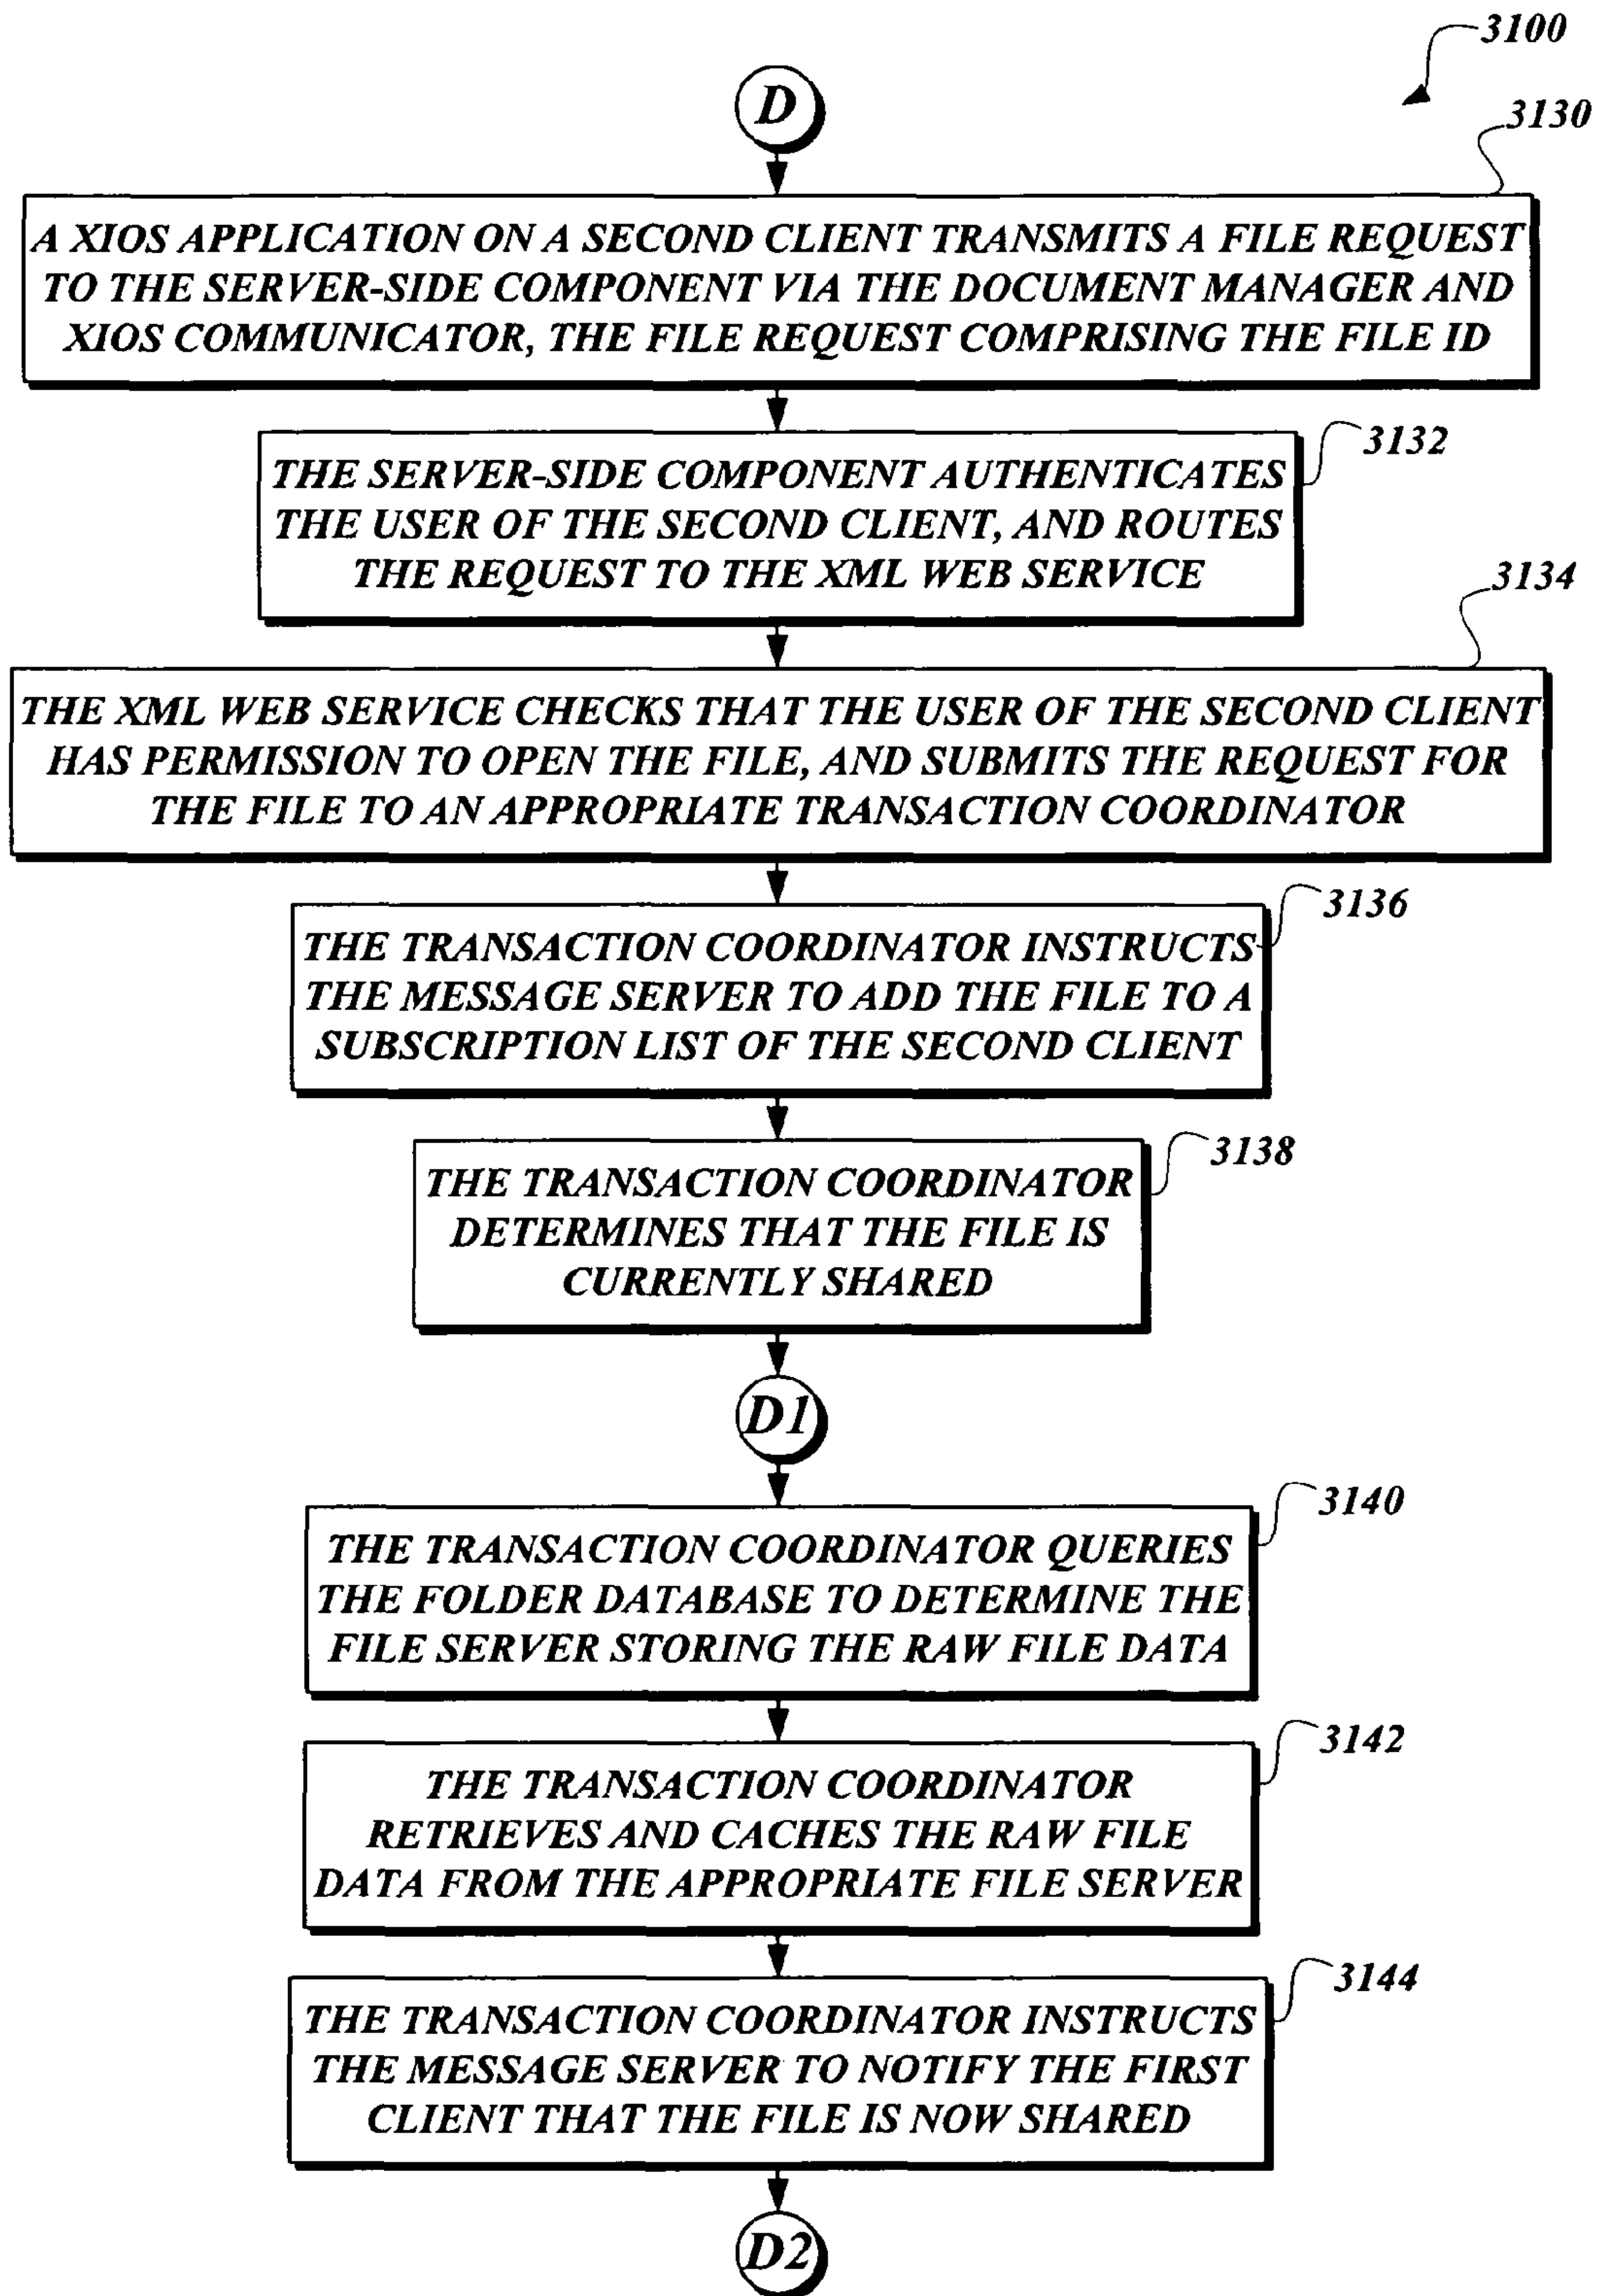 3100
D
3130
A XIOS APPLICATION ON A SECOND CLIENT TRANSMITS A FILE REQUEST
TO THE SERVER-SIDE COMPONENT VIA THE DOCUMENT MANAGER AND
XIOS COMMUNICATOR, THE FILE REQUEST COMPRISING THE FILE ID
3132
THE SERVER-SIDE COMPONENT AUTHENTICATES
THE USER OF THE SECOND CLIENT, AND ROUTES
THE REQUEST TO THE XML WEB SERVICE
3134
THE XML WEB SERVICE CHECKS THAT THE USER OF THE SECOND CLIENT
HAS PERMISSION TO OPEN THE FILE, AND SUBMITS THE REQUEST FOR
THE FILE TO AN APPROPRIATE TRANSACTION COORDINATOR
3136
THE TRANSACTION COORDINATOR INSTRUCTS
THE MESSAGE SERVER TO ADD THE FILE TO A
SUBSCRIPTION LIST OF THE SECOND CLIENT
3138
THE TRANSACTION COORDINATOR
DETERMINES THAT THE FILE IS
CURRENTLY SHARED
D1
3140
THE TRANSACTION COORDINATOR QUERIES
THE FOLDER DATABASE TO DETERMINE THE
FILE SERVER STORING THE RAW FILE DATA
3142
THE TRANSACTION COORDINATOR
RETRIEVES AND CACHES THE RAW FILE
DATA FROM THE APPROPRIATE FILE SERVER
3144
THE TRANSACTION COORDINATOR INSTRUCTS
THE MESSAGE SERVER TO NOTIFY THE FIRST
CLIENT THAT THE FILE IS NOW SHARED
D2